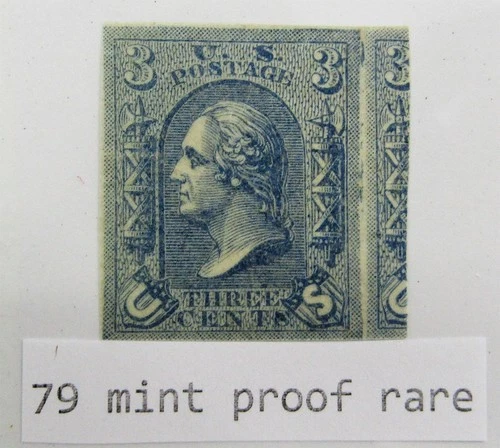 3 U.S. 3
POSTAGE
U THREE S
CENTS
79 mint proof rare